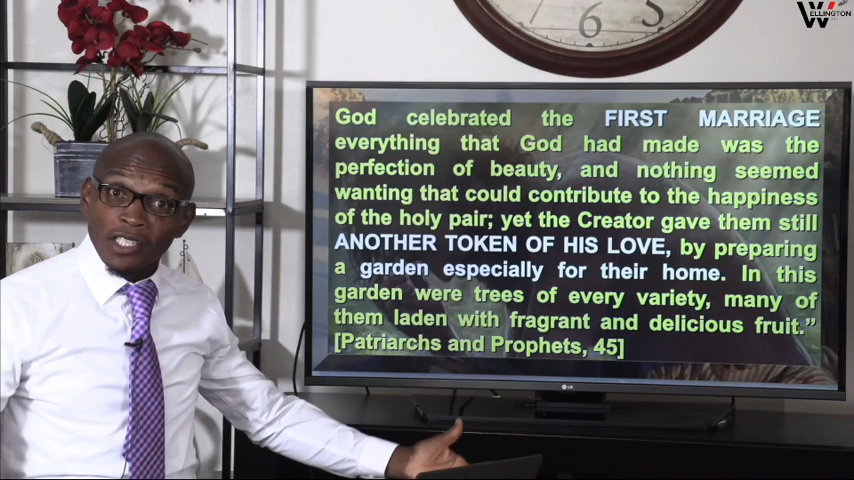 WELLINGTON
6
5
God celebrated the FIRST MARRIAGE
everything that God had made was the
perfection of beauty, and nothing seemed
wanting that could contribute to the happiness
of the holy pair; yet the Creator gave them still
ANOTHER TOKEN OF HIS LOVE, by preparing
a garden especially for their home. In this
garden were trees of every variety, many of
them laden with fragrant and delicious fruit.”
[Patriarchs and Prophets, 45]
LG